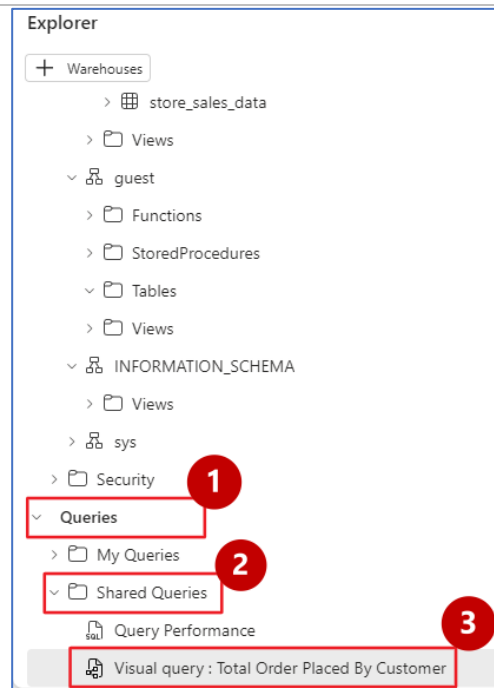 Explorer
+ Warehouses
store_sales_data
Views
guest
Functions
StoredProcedures
Tables
Views
INFORMATION_SCHEMA
Views
sys
Security
1
Queries
My Queries
2
Shared Queries
SQL Query Performance
3
Visual query : Total Order Placed By Customer